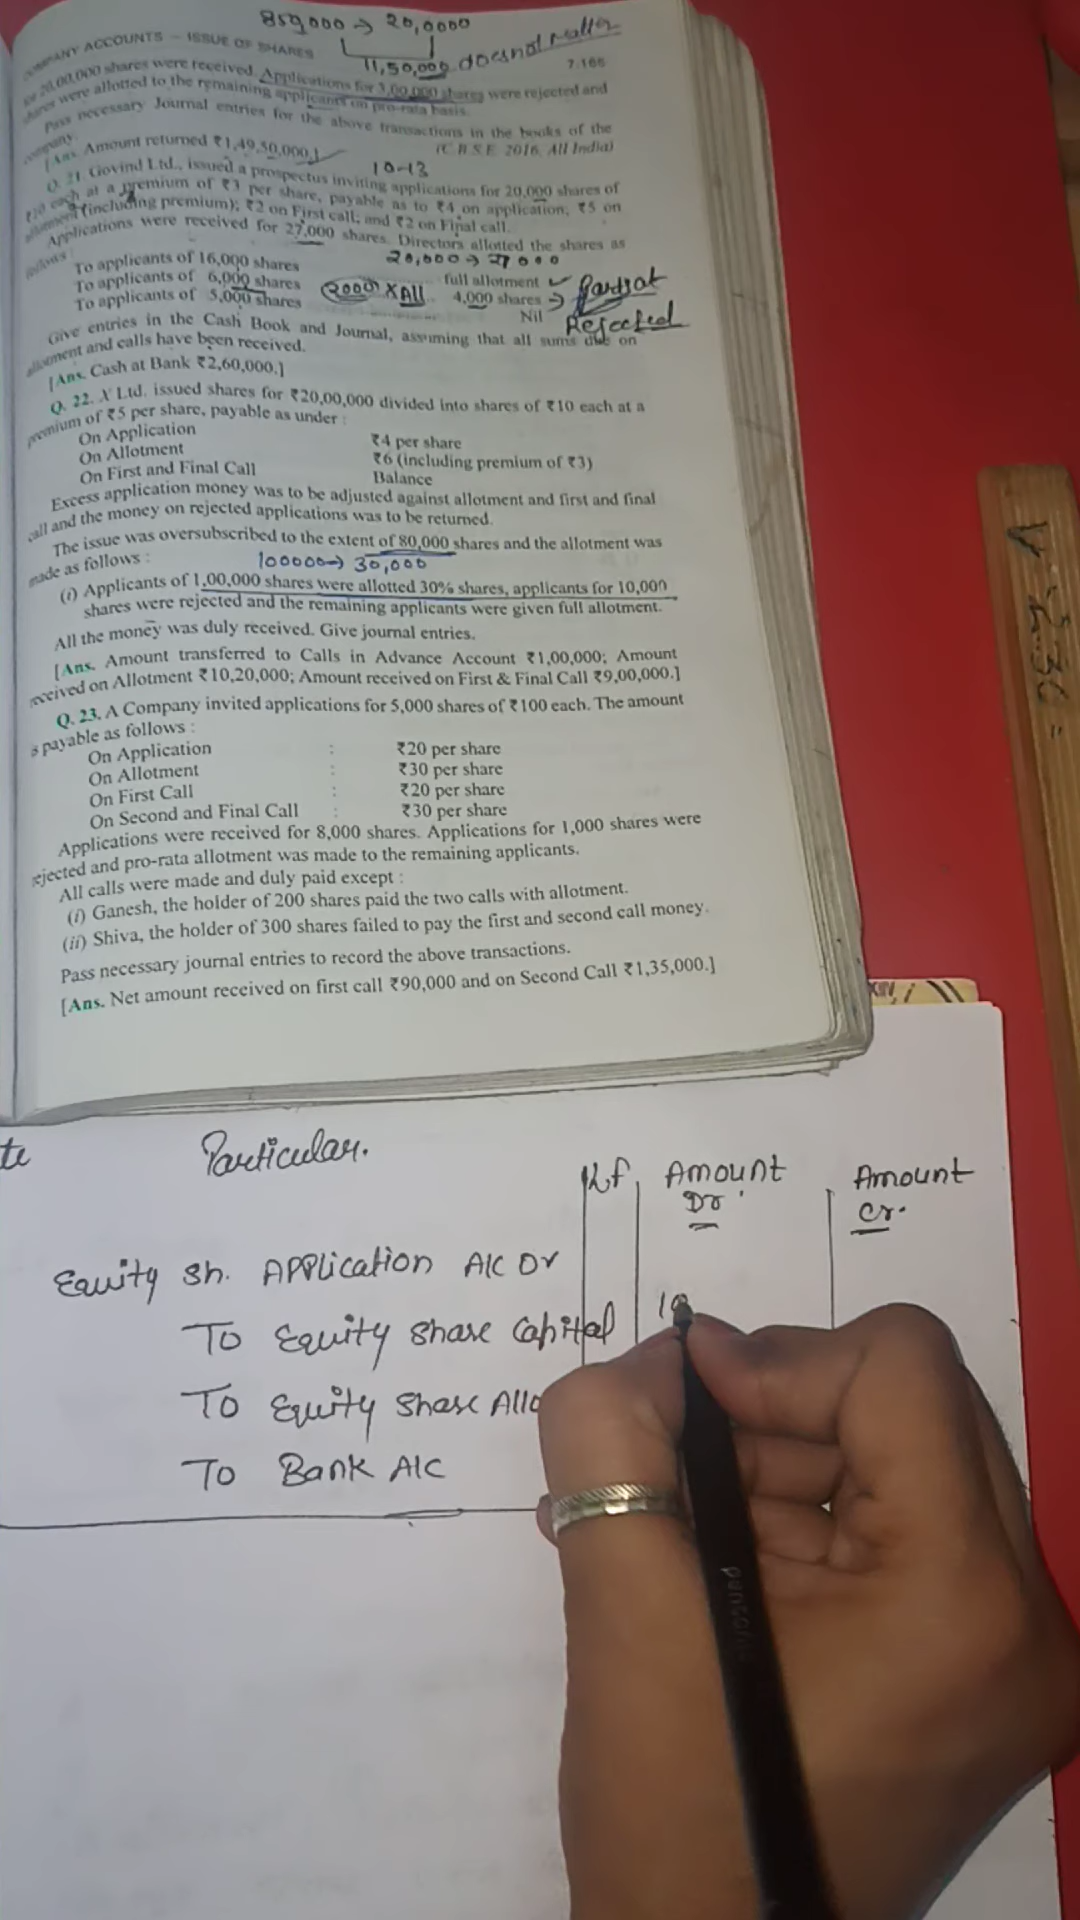 850,000 → 20,0000
11,50,000 does not matter
COMPANY ACCOUNTS – ISSUE OF SHARES 7.165
for 20,00,000 shares were received. Applications for 3,00,000 shares were rejected and
shares were allotted to the remaining applicants on pro-rata basis.
Pass necessary Journal entries for the above transactions in the books of the
company. (C.B.S.E. 2016, All India)
[Ans. Amount returned ₹1,49,50,000.]
10-13
Q. 21. Govind Ltd., issued a prospectus inviting applications for 20,000 shares of
₹10 each at a premium of ₹3 per share, payable as to ₹4 on application, ₹5 on
allotment (including premium); ₹2 on First call; and ₹2 on Final call.
Applications were received for 27,000 shares. Directors allotted the shares as
follows :
20,000 → 27000
To applicants of 16,000 shares full allotment
To applicants of 6,000 shares 4,000 shares
To applicants of 5,000 shares Nil
2000 X All
Rejected
Give entries in the Cash Book and Journal, assuming that all sums due on
allotment and calls have been received.
[Ans. Cash at Bank ₹2,60,000.]
Q. 22. X Ltd. issued shares for ₹20,00,000 divided into shares of ₹10 each at a
premium of ₹5 per share, payable as under :
On Application ₹4 per share
On Allotment ₹6 (including premium of ₹3)
On First and Final Call Balance
Excess application money was to be adjusted against allotment and first and final
call and the money on rejected applications was to be returned.
The issue was oversubscribed to the extent of 80,000 shares and the allotment was
made as follows :
100000 → 30,000
(i) Applicants of 1,00,000 shares were allotted 30% shares, applicants for 10,000
shares were rejected and the remaining applicants were given full allotment.
All the money was duly received. Give journal entries.
[Ans. Amount transferred to Calls in Advance Account ₹1,00,000; Amount
received on Allotment ₹10,20,000; Amount received on First & Final Call ₹9,00,000.]
Q. 23. A Company invited applications for 5,000 shares of ₹100 each. The amount
is payable as follows :
On Application : ₹20 per share
On Allotment : ₹30 per share
On First Call : ₹20 per share
On Second and Final Call : ₹30 per share
Applications were received for 8,000 shares. Applications for 1,000 shares were
rejected and pro-rata allotment was made to the remaining applicants.
All calls were made and duly paid except :
(i) Ganesh, the holder of 200 shares paid the two calls with allotment.
(ii) Shiva, the holder of 300 shares failed to pay the first and second call money.
Pass necessary journal entries to record the above transactions.
[Ans. Net amount received on first call ₹90,000 and on Second Call ₹1,35,000.]
te Particular. L.f. Amount Amount
Dr Cr.
Equity Sh. Application A/c Dr
To Equity Share Capital
To Equity Share Allo
To Bank A/c